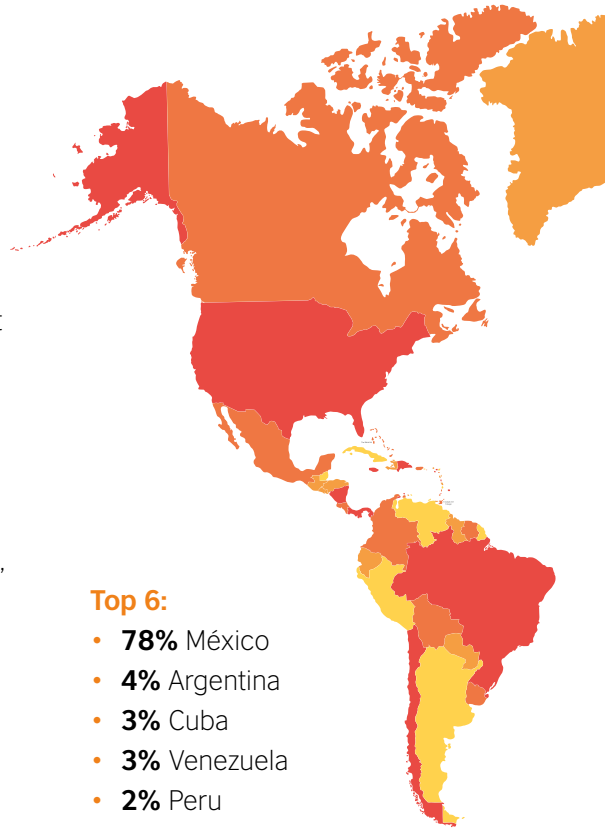 Top 6:
• 78% México
• 4% Argentina
• 3% Cuba
• 3% Venezuela
• 2% Peru